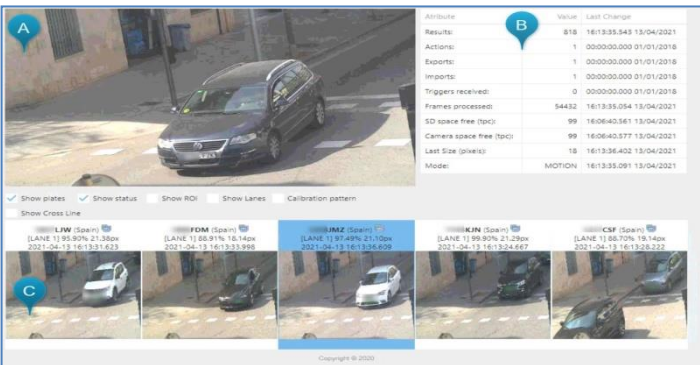 A
Attribute Value Last Change
B
Results: 818 16:13:35.543 13/04/2021
Actions: 1 00:00:00.000 01/01/2018
Exports: 1 00:00:00.000 01/01/2018
Imports: 1 00:00:00.000 01/01/2018
Triggers received: 0 00:00:00.000 01/01/2018
Frames processed: 54432 16:13:35.054 13/04/2021
SD space free (tpc): 99 16:06:40.561 13/04/2021
Camera space free (tpc): 99 16:06:40.577 13/04/2021
Last Size (pixels): 18 16:13:36.402 13/04/2021
Mode: MOTION 16:13:35.091 13/04/2021
Show plates Show status Show ROI Show Lanes Calibration pattern
Show Cross Line
LJW (Spain) FDM (Spain) JMZ (Spain) KJN (Spain) CSF (Spain)
[LANE 1] 95.90% 21.38px [LANE 1] 88.91% 18.14px [LANE 1] 97.49% 21.10px [LANE 1] 99.90% 21.29px [LANE 1] 88.70% 19.14px
2021-04-13 16:13:31.623 2021-04-13 16:13:33.998 2021-04-13 16:13:36.609 2021-04-13 16:13:24.667 2021-04-13 16:13:28.222
C
Copyright © 2020